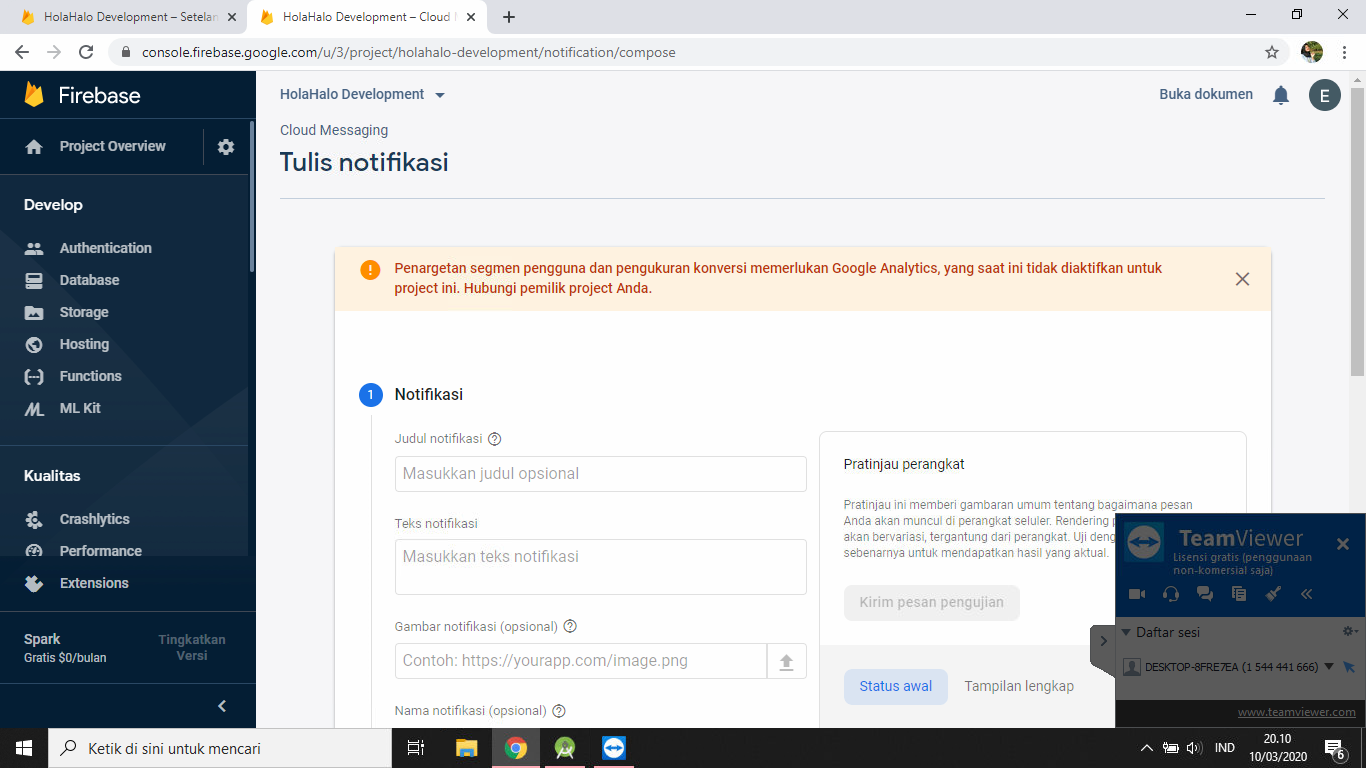 HolaHalo Development – Setelan
HolaHalo Development – Cloud
console.firebase.google.com/u/3/project/holahalo-development/notification/compose
Firebase
Project Overview
Develop
Authentication
Database
Storage
Hosting
Functions
ML Kit
Kualitas
Crashlytics
Performance
Extensions
Spark
Gratis $0/bulan
Tingkatkan
Versi
HolaHalo Development
Buka dokumen
E
Cloud Messaging
Tulis notifikasi
Penargetan segmen pengguna dan pengukuran konversi memerlukan Google Analytics, yang saat ini tidak diaktifkan untuk
project ini. Hubungi pemilik project Anda.
1 Notifikasi
Judul notifikasi
Masukkan judul opsional
Teks notifikasi
Masukkan teks notifikasi
Gambar notifikasi (opsional)
Contoh: https://yourapp.com/image.png
Nama notifikasi (opsional)
Pratinjau perangkat
Pratinjau ini memberi gambaran umum tentang bagaimana pesan
Anda akan muncul di perangkat seluler. Rendering
akan bervariasi, tergantung dari perangkat. Uji
sebenarnya untuk mendapatkan hasil yang aktual.
Kirim pesan pengujian
Status awal
Tampilan lengkap
TeamViewer
Lisensi gratis (penggunaan
non-komersial saja)
Daftar sesi
DESKTOP-8FRE7EA (1 544 441 666)
www.teamviewer.com
Ketik di sini untuk mencari
IND
20.10
10/03/2020
6